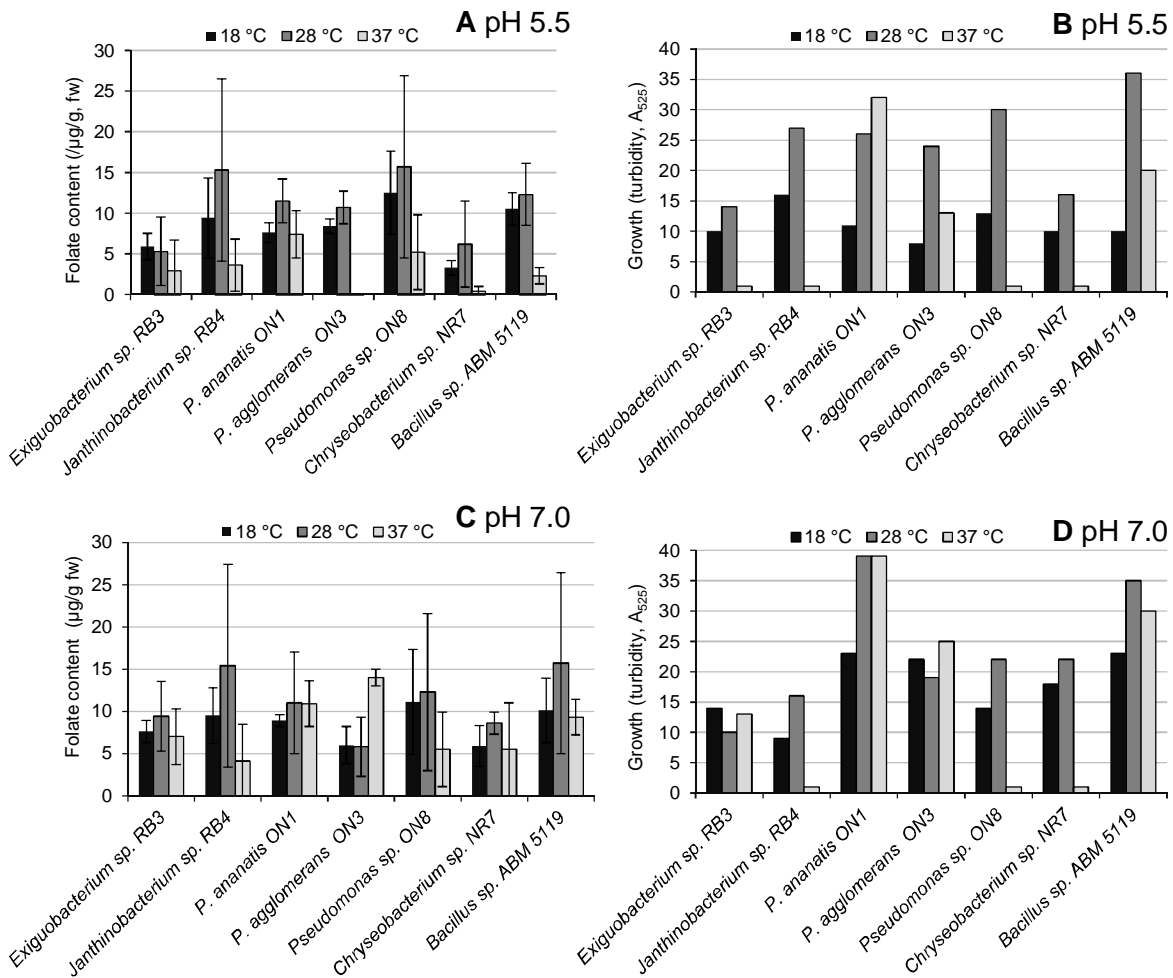 A pH 5.5
■ 18 °C ■ 28 °C □ 37 °C
Folate content (/µg/g, fw)
30
25
20
15
10
5
0
Exiguobacterium sp. RB3
Janthinobacterium sp. RB4
P. ananatis ON1
P. agglomerans ON3
Pseudomonas sp. ON8
Chryseobacterium sp. NR7
Bacillus sp. ABM 5119
B pH 5.5
■ 18 °C ■ 28 °C □ 37 °C
Growth (turbidity, A₅₂₅)
40
35
30
25
20
15
10
5
0
Exiguobacterium sp. RB3
Janthinobacterium sp. RB4
P. ananatis ON1
P. agglomerans ON3
Pseudomonas sp. ON8
Chryseobacterium sp. NR7
Bacillus sp. ABM 5119
C pH 7.0
■ 18 °C ■ 28 °C □ 37 °C
Folate content (µg/g fw)
30
25
20
15
10
5
0
Exiguobacterium sp. RB3
Janthinobacterium sp. RB4
P. ananatis ON1
P. agglomerans ON3
Pseudomonas sp. ON8
Chryseobacterium sp. NR7
Bacillus sp. ABM 5119
D pH 7.0
■ 18 °C ■ 28 °C □ 37 °C
Growth (turbidity, A₅₂₅)
40
35
30
25
20
15
10
5
0
Exiguobacterium sp. RB3
Janthinobacterium sp. RB4
P. ananatis ON1
P. agglomerans ON3
Pseudomonas sp. ON8
Chryseobacterium sp. NR7
Bacillus sp. ABM 5119